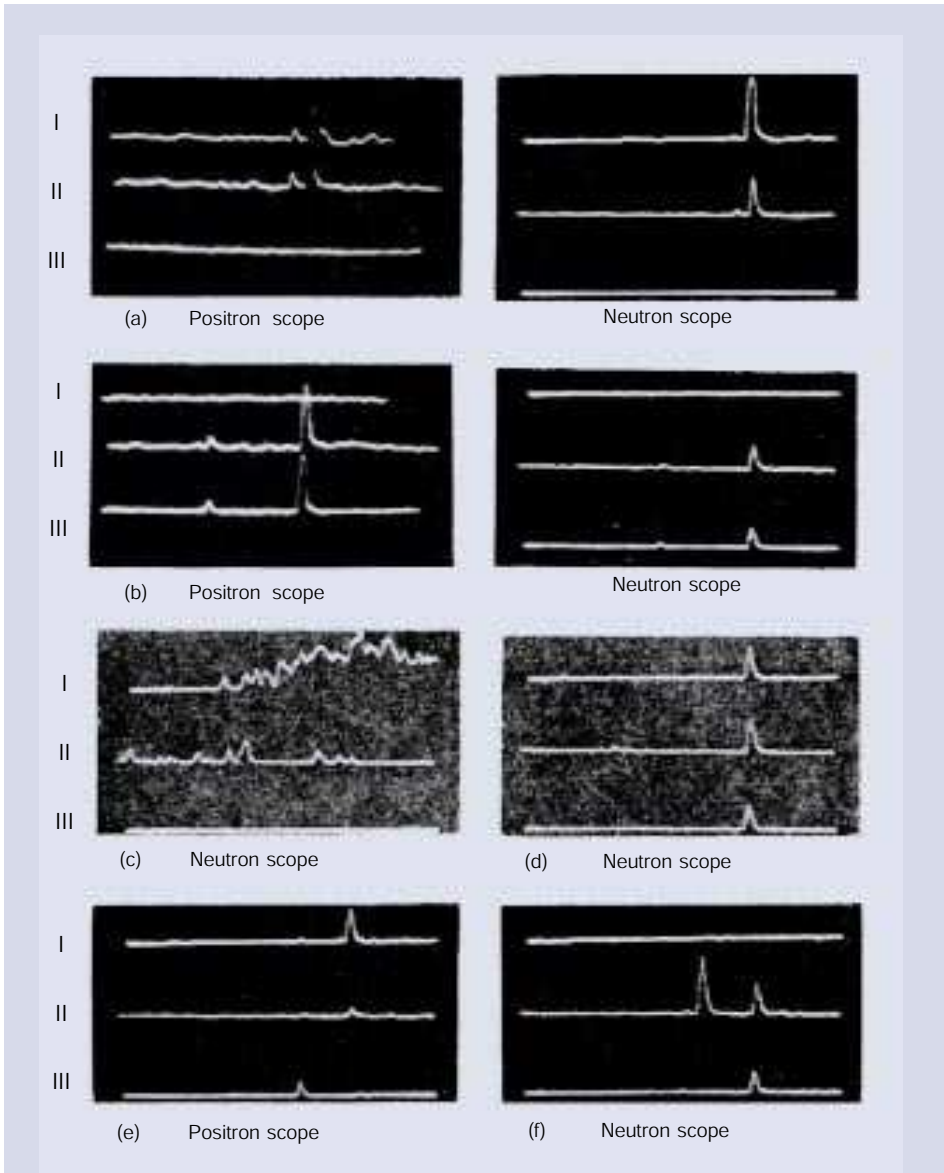 I
II
III
(a) Positron scope
Neutron scope
I
II
III
(b) Positron scope
Neutron scope
I
II
III
(c) Neutron scope
(d) Neutron scope
I
II
III
(e) Positron scope
(f) Neutron scope